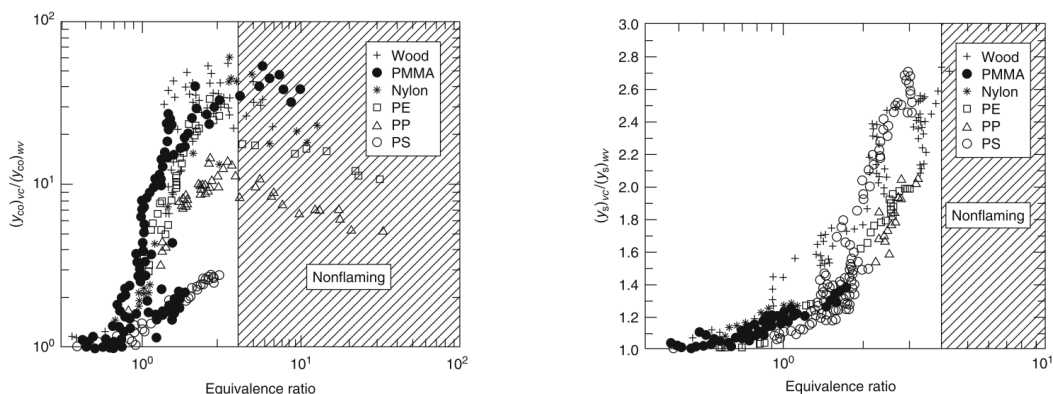 10²
10¹
10⁰
(y_co)_vc/(y_co)_wv
Wood
PMMA
Nylon
PE
PP
PS
Nonflaming
10⁰
10¹
10²
Equivalence ratio
3.0
2.8
2.6
2.4
2.2
2.0
1.8
1.6
1.4
1.2
1.0
(y_s)_vc/(y_s)_wv
Wood
PMMA
Nylon
PE
PP
PS
Nonflaming
10⁰
10¹
Equivalence ratio